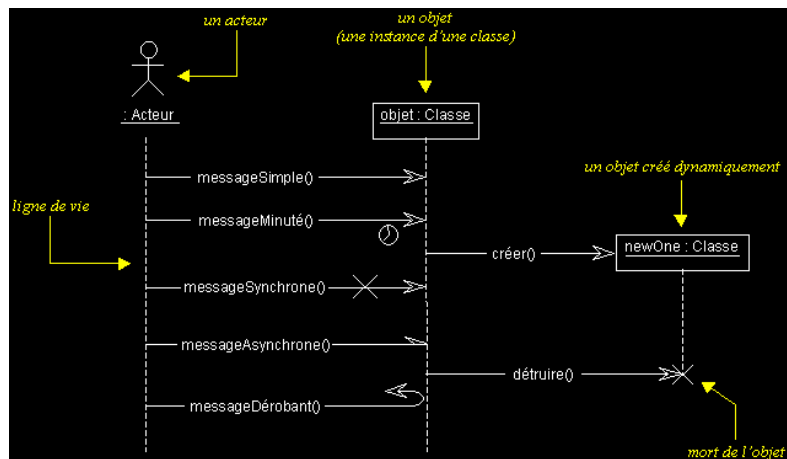 un acteur
un objet
(une instance d'une classe)
: Acteur
objet : Classe
messageSimple()
un objet créé dynamiquement
ligne de vie
messageMinuté()
créer()
newOne : Classe
messageSynchrone()
messageAsynchrone()
détruire()
messageDérobant()
mort de l'objet